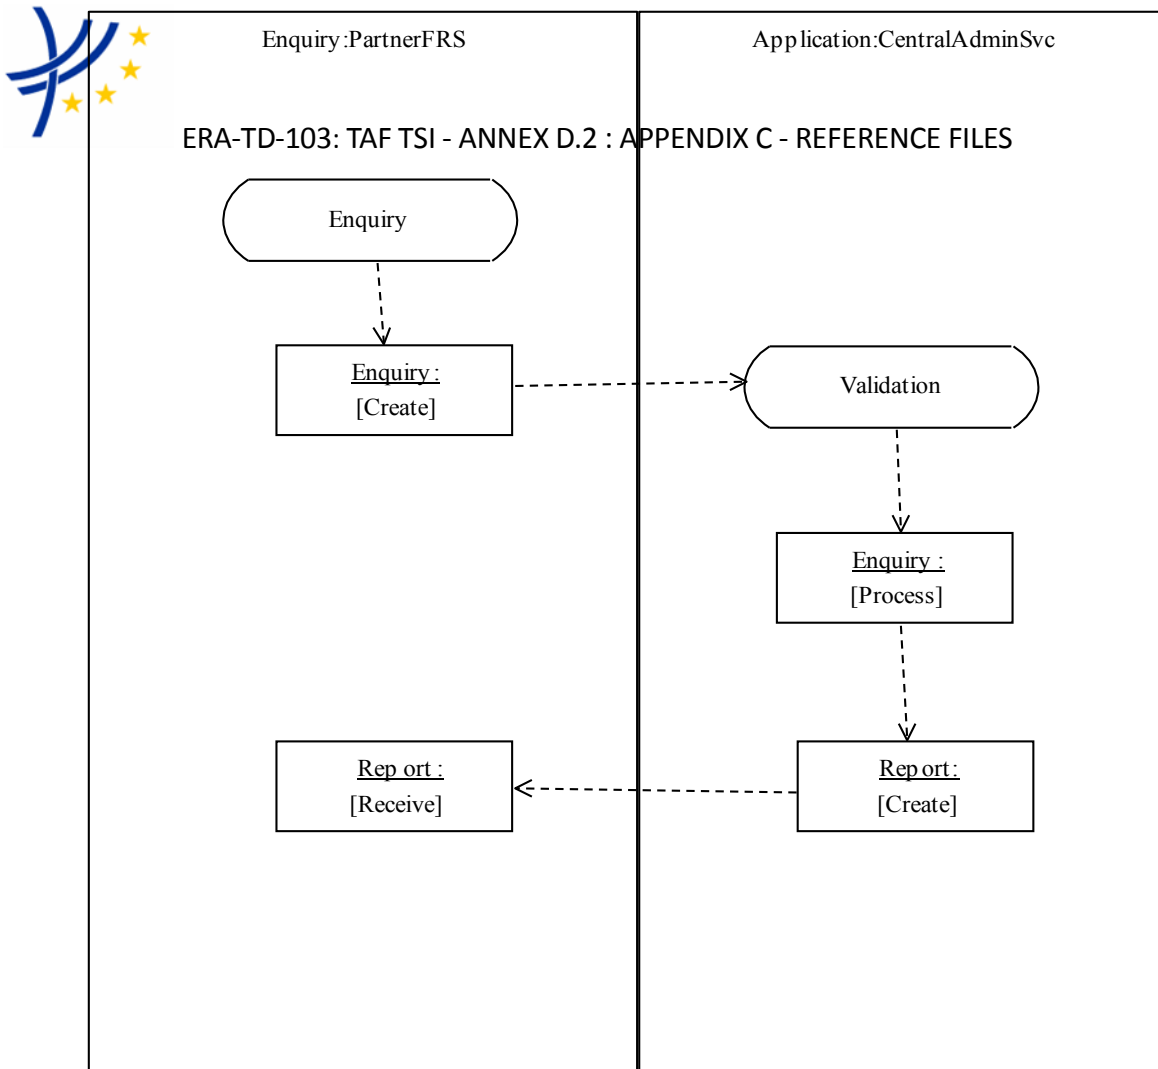 Enquiry:PartnerFRS
Application:CentralAdminSvc
ERA-TD-103: TAF TSI - ANNEX D.2 : APPENDIX C - REFERENCE FILES
Enquiry
Enquiry:
[Create]
Validation
Enquiry :
[Process]
Report :
[Receive]
Report:
[Create]